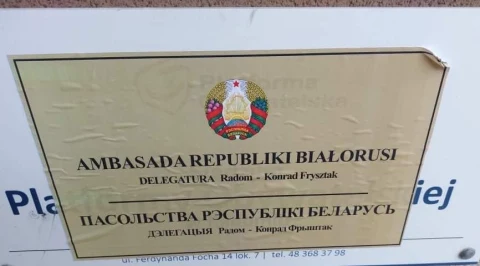 AMBASADA REPUBLIKI BIAŁORUSI
DELEGATURA Radom - Konrad Frysztak
ПАСОЛЬСТВА РЭСПУБЛІКІ БЕЛАРУСЬ
ДЭЛЕГАЦЫЯ Радом - Конрад Фрыштак
ul. Ferdynanda Focha 14 lok. 7 | tel. 48 368 37 98